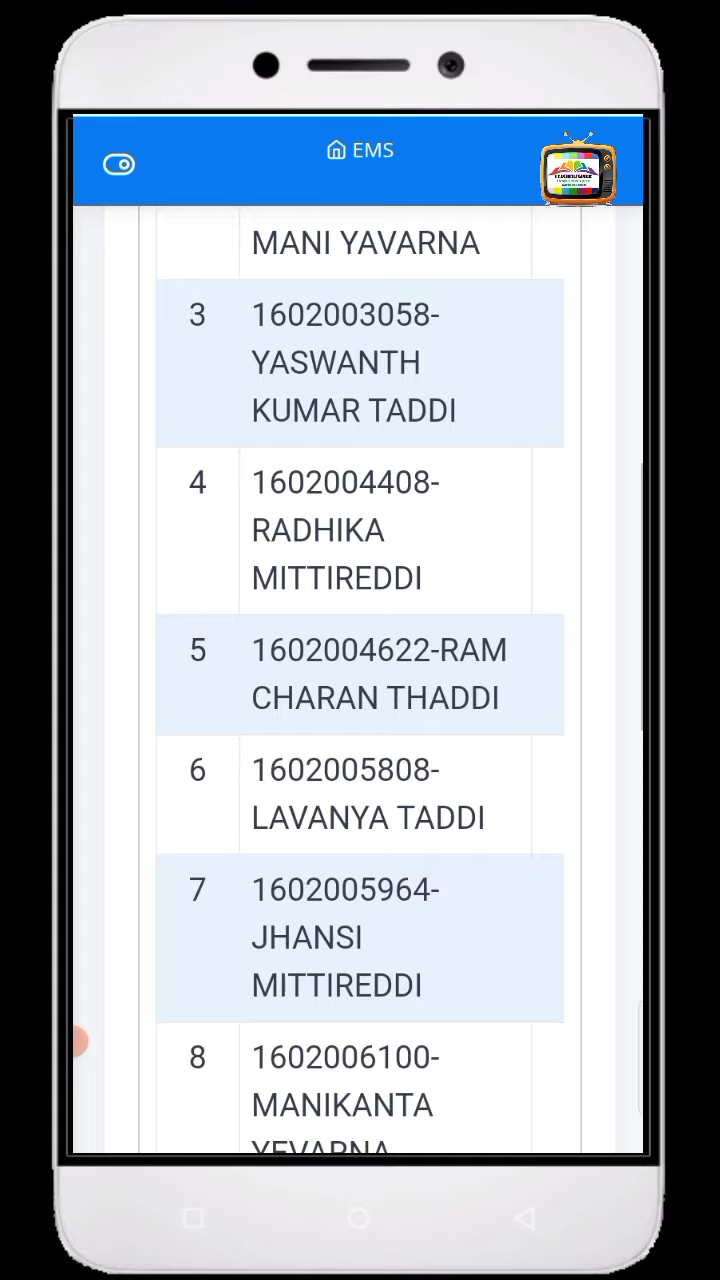 EMS
MANI YAVARNA
3 1602003058-
YASWANTH
KUMAR TADDI
4 1602004408-
RADHIKA
MITTIREDDI
5 1602004622-RAM
CHARAN THADDI
6 1602005808-
LAVANYA TADDI
7 1602005964-
JHANSI
MITTIREDDI
8 1602006100-
MANIKANTA
YEVARNA